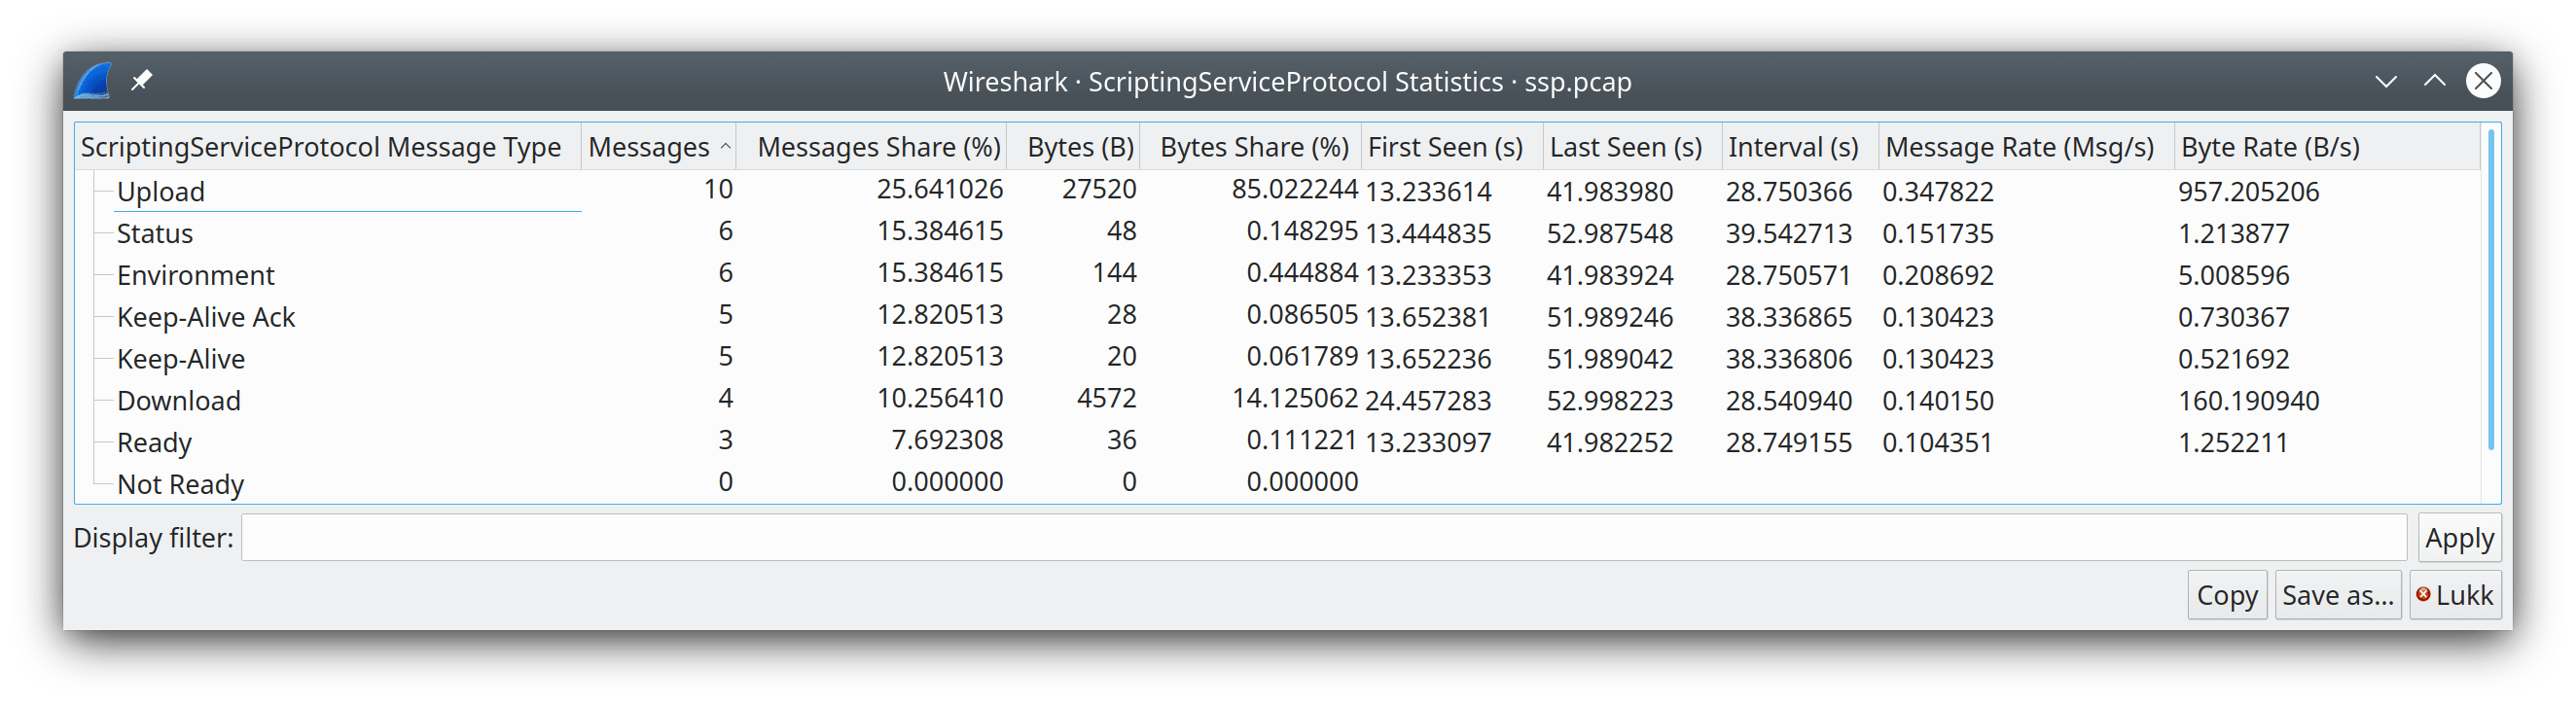 Wireshark · ScriptingServiceProtocol Statistics · ssp.pcap
ScriptingServiceProtocol Message Type Messages Messages Share (%) Bytes (B) Bytes Share (%) First Seen (s) Last Seen (s) Interval (s) Message Rate (Msg/s) Byte Rate (B/s)
Upload 10 25.641026 27520 85.022244 13.233614 41.983980 28.750366 0.347822 957.205206
Status 6 15.384615 48 0.148295 13.444835 52.987548 39.542713 0.151735 1.213877
Environment 6 15.384615 144 0.444884 13.233353 41.983924 28.750571 0.208692 5.008596
Keep-Alive Ack 5 12.820513 28 0.086505 13.652381 51.989246 38.336865 0.130423 0.730367
Keep-Alive 5 12.820513 20 0.061789 13.652236 51.989042 38.336806 0.130423 0.521692
Download 4 10.256410 4572 14.125062 24.457283 52.998223 28.540940 0.140150 160.190940
Ready 3 7.692308 36 0.111221 13.233097 41.982252 28.749155 0.104351 1.252211
Not Ready 0 0.000000 0 0.000000
Display filter: Apply
Copy Save as... Lukk